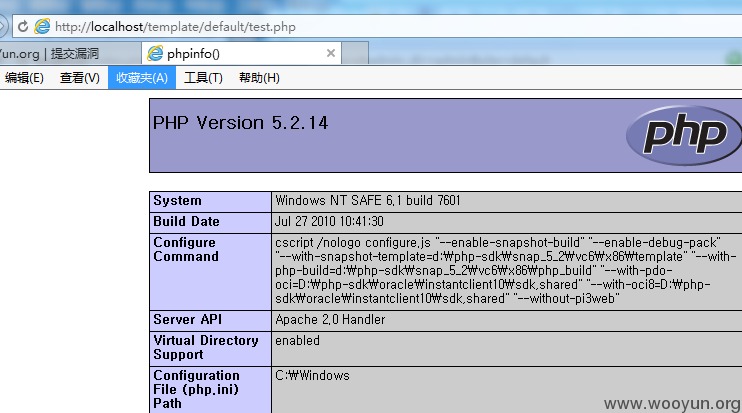 http://localhost/template/default/test.php
un.org | 提交漏洞
phpinfo()
编辑(E) 查看(V) 收藏夹(A) 工具(T) 帮助(H)
PHP Version 5.2.14
php
System Windows NT SAFE 6.1 build 7601
Build Date Jul 27 2010 10:41:30
Configure Command cscript /nologo configure.js "--enable-snapshot-build" "--enable-debug-pack"
"--with-snapshot-template=d:₩php-sdk₩snap_5_2₩vc6₩x86₩template" "--with-
php-build=d:₩php-sdk₩snap_5_2₩vc6₩x86₩php_build" "--with-pdo-
oci=D:₩php-sdk₩oracle₩instantclient10₩sdk,shared" "--with-oci8=D:₩php-
sdk₩oracle₩instantclient10₩sdk,shared" "--without-pi3web"
Server API Apache 2.0 Handler
Virtual Directory Support enabled
Configuration File (php.ini) Path C:₩Windows
www.wooyun.org